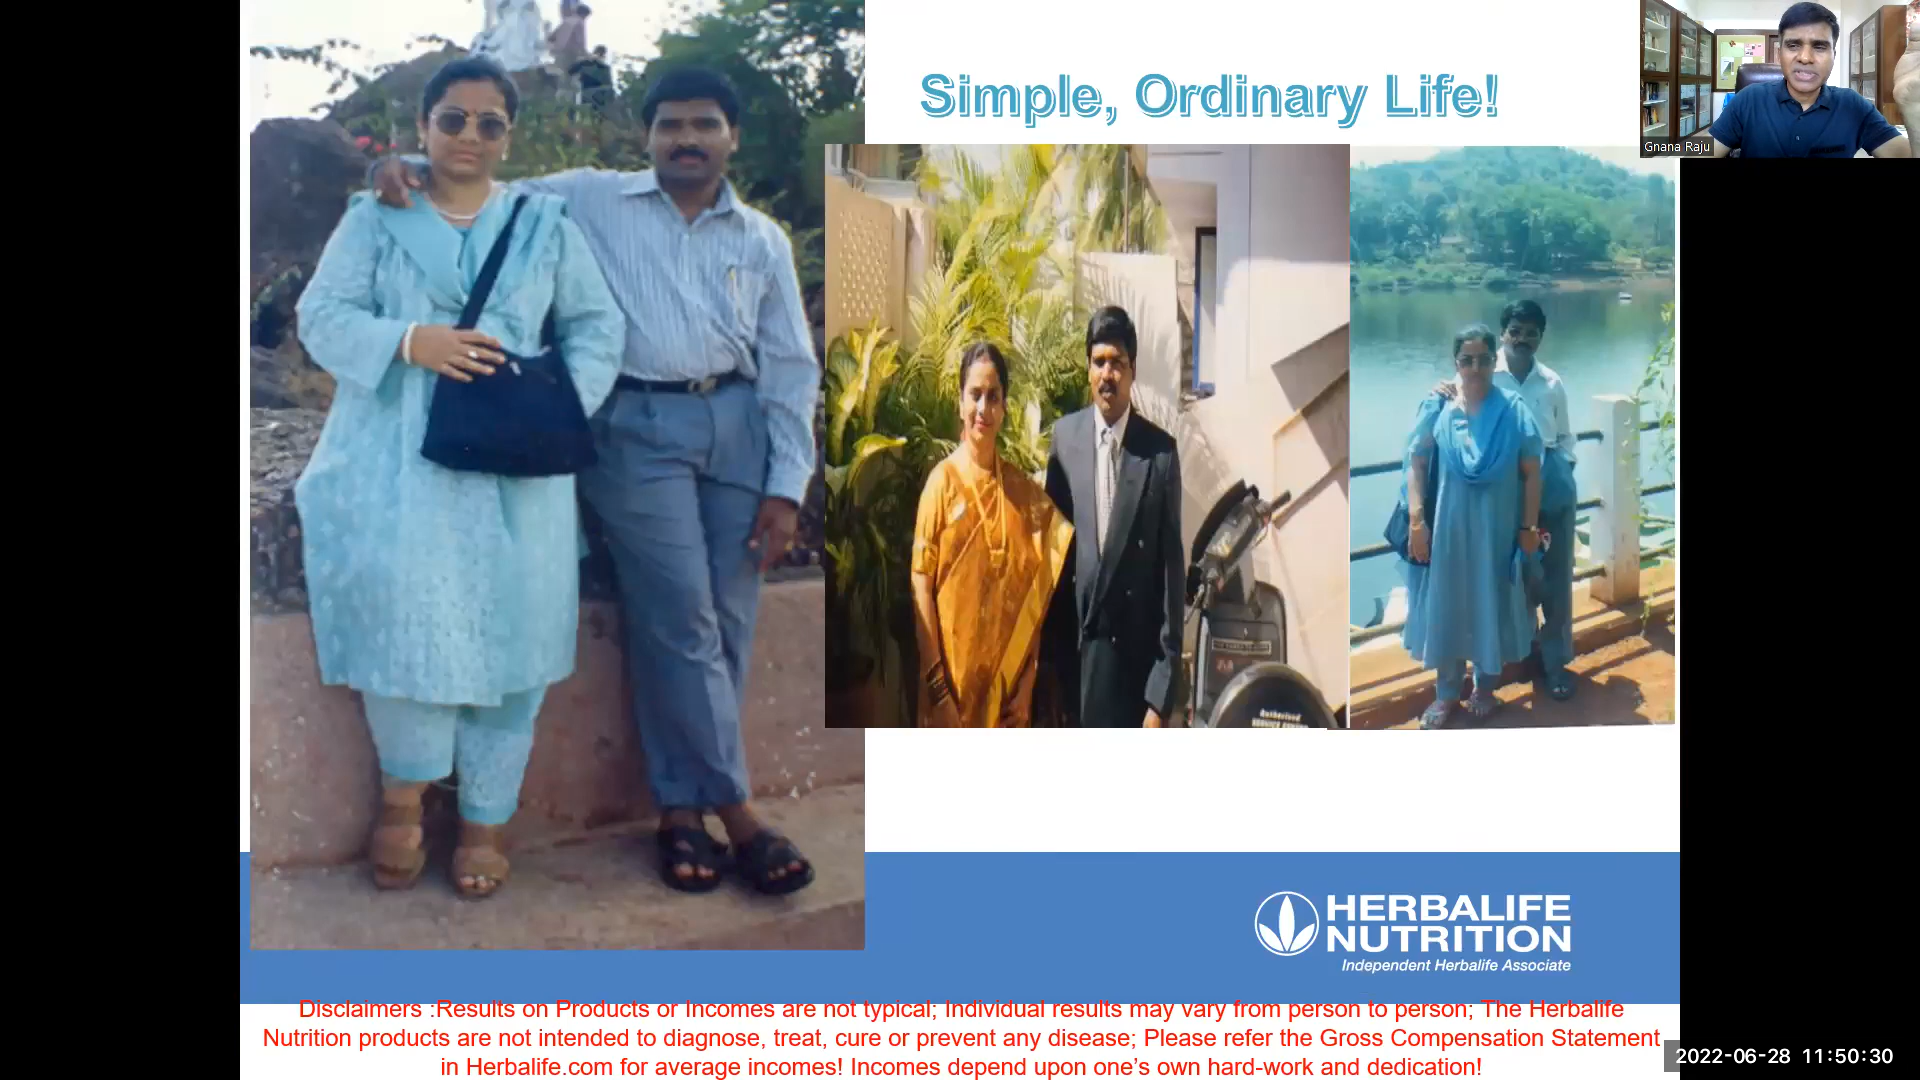 Simple, Ordinary Life!
Gnana Raju
Authorised
HERBALIFE
NUTRITION
Independent Herbalife Associate
Disclaimers :Results on Products or Incomes are not typical; Individual results may vary from person to person; The Herbalife
Nutrition products are not intended to diagnose, treat, cure or prevent any disease; Please refer the Gross Compensation Statement
in Herbalife.com for average incomes! Incomes depend upon one’s own hard-work and dedication!
2022-06-28 11:50:30